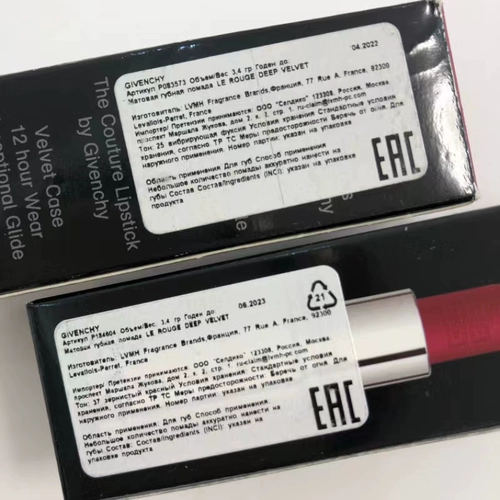 GIVENCHY
Артикул P083573 Объем/Вес 3,4 гр Годен до: 04.2022
Матовая губная помада LE ROUGE DEEP VELVET
Изготовитель: LVMH Fragrance Brands,Франция, 77 Rue A. France, 92300
Levallois-Perret, France
Импортер/ Претензии принимаются: ООО "Селдико" 123308, Россия, Москва,
проспект Маршала Жукова, дом 2, к. 2, стр. 1, ru-claim@lvmh-pc.com
Тон: 25 вибрирующая фуксия Условия хранения Стандартные условия
хранения, согласно ТР ТС Меры предосторожности: Беречь от огня. Для
наружного применения. Номер партии: указан на упаковке
Область применения Для губ Способ применения.
Небольшое количество помады аккуратно нанести на
губы Состав Состав/Ingredients (INCI): указан на упаковке
продукта
EAC
The Couture Lipstick
by Givenchy
Velvet Case
12 hour Wear
Glide
GIVENCHY
Артикул P184604 Объем/Вес. 3,4 гр Годен до: 06.2023
Матовая губная помада LE ROUGE DEEP VELVET
21
Изготовитель: LVMH Fragrance Brands,Франция, 77 Rue A. France, 92300
Levallois-Perret, France
Импортер/ Претензии принимаются: ООО "Селдико" 123308, Россия, Москва,
проспект Маршала Жукова, дом 2, к. 2, стр. 1, ru-claim@lvmh-pc.com
Тон: 37 зернистый красный Условия хранения Стандартные условия
хранения, согласно ТР ТС Меры предосторожности: Беречь от огня. Для
наружного применения. Номер партии: указан на упаковке
Область применения. Для губ Способ применения.
Небольшое количество помады аккуратно нанести на
губы Состав: Состав/Ingredients (INCI): указан на
упаковке продукта
EAC